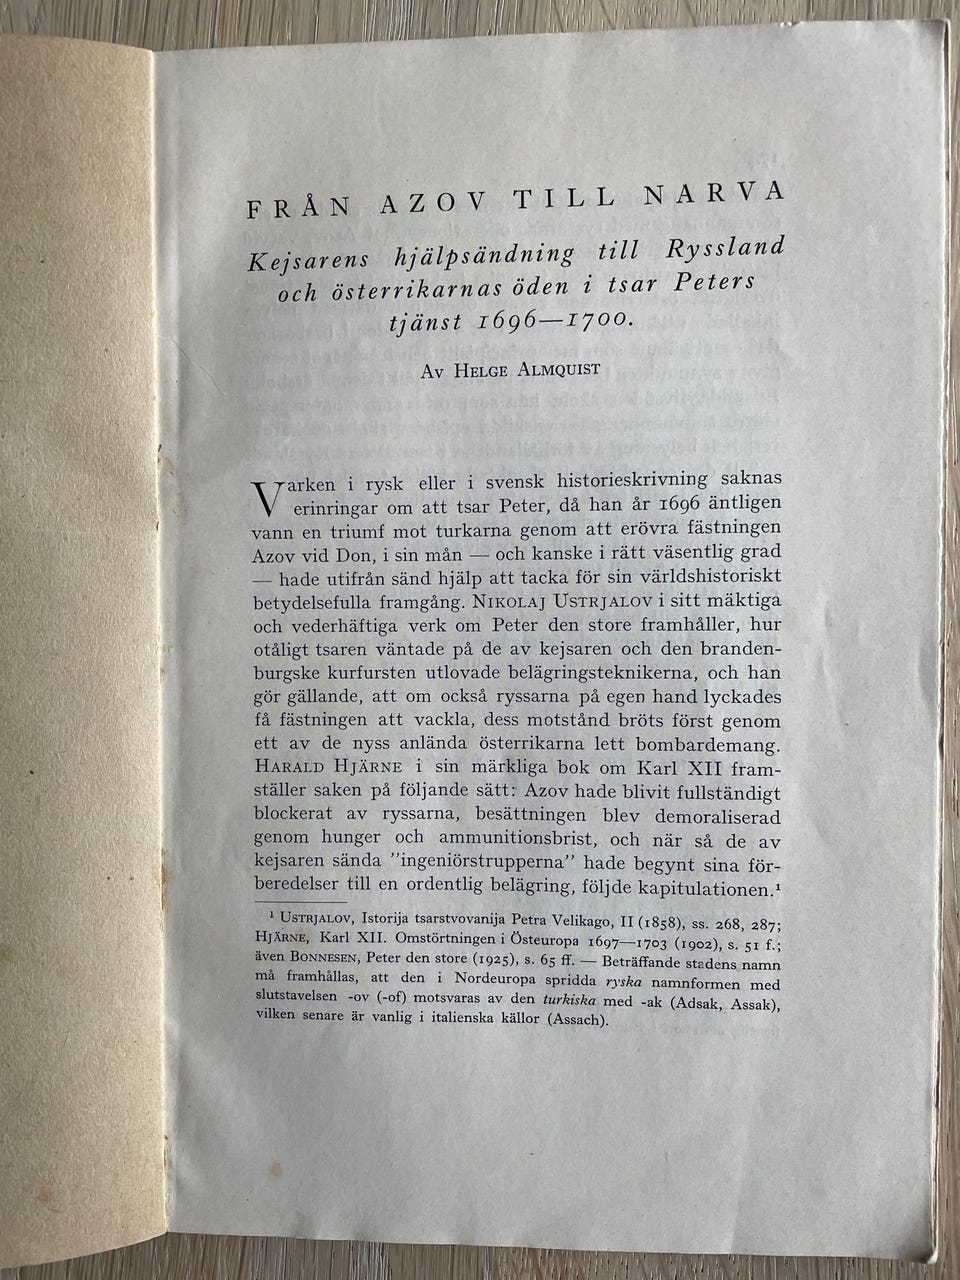 FRÅN AZOV TILL NARVA
Kejsarens hjälpsändning till Ryssland
och österrikarnas öden i tsar Peters
tjänst 1696—1700.
Av Helge Almquist
Varken i rysk eller i svensk historieskrivning saknas
erinringar om att tsar Peter, då han år 1696 äntligen
vann en triumf mot turkarna genom att erövra fästningen
Azov vid Don, i sin mån — och kanske i rätt väsentlig grad
— hade utifrån sänd hjälp att tacka för sin världshistoriskt
betydelsefulla framgång. Nikolaj Ustrjalov i sitt mäktiga
och vederhäftiga verk om Peter den store framhåller, hur
otåligt tsaren väntade på de av kejsaren och den branden-
burgske kurfursten utlovade belägringsteknikerna, och han
gör gällande, att om också ryssarna på egen hand lyckades
få fästningen att vackla, dess motstånd bröts först genom
ett av de nyss anlända österrikarna lett bombardemang.
Harald Hjärne i sin märkliga bok om Karl XII fram-
ställer saken på följande sätt: Azov hade blivit fullständigt
blockerat av ryssarna, besättningen blev demoraliserad
genom hunger och ammunitionsbrist, och när så de av
kejsaren sända ”ingeniörstrupperna” hade begynt sina för-
beredelser till en ordentlig belägring, följde kapitulationen.¹
¹ Ustrjalov, Istorija tsarstvovanija Petra Velikago, II (1858), ss. 268, 287;
Hjärne, Karl XII. Omstörtningen i Östeuropa 1697—1703 (1902), s. 51 f.;
även Bonnesen, Peter den store (1925), s. 65 ff. — Beträffande stadens namn
må framhållas, att den i Nordeuropa spridda ryska namnformen med
slutstavelsen -ov (-of) motsvaras av den turkiska med -ak (Adsak, Assak),
vilken senare är vanlig i italienska källor (Assach).